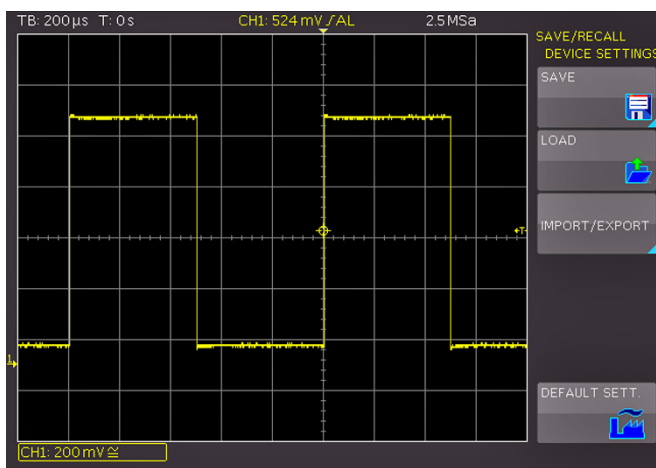 TB: 200 µs T: 0 s CH1: 524 mV AL 2.5 MSa
SAVE/RECALL
DEVICE SETTINGS
SAVE
LOAD
IMPORT/EXPORT
T
1
DEFAULT SETT.
CH1: 200 mV ≅